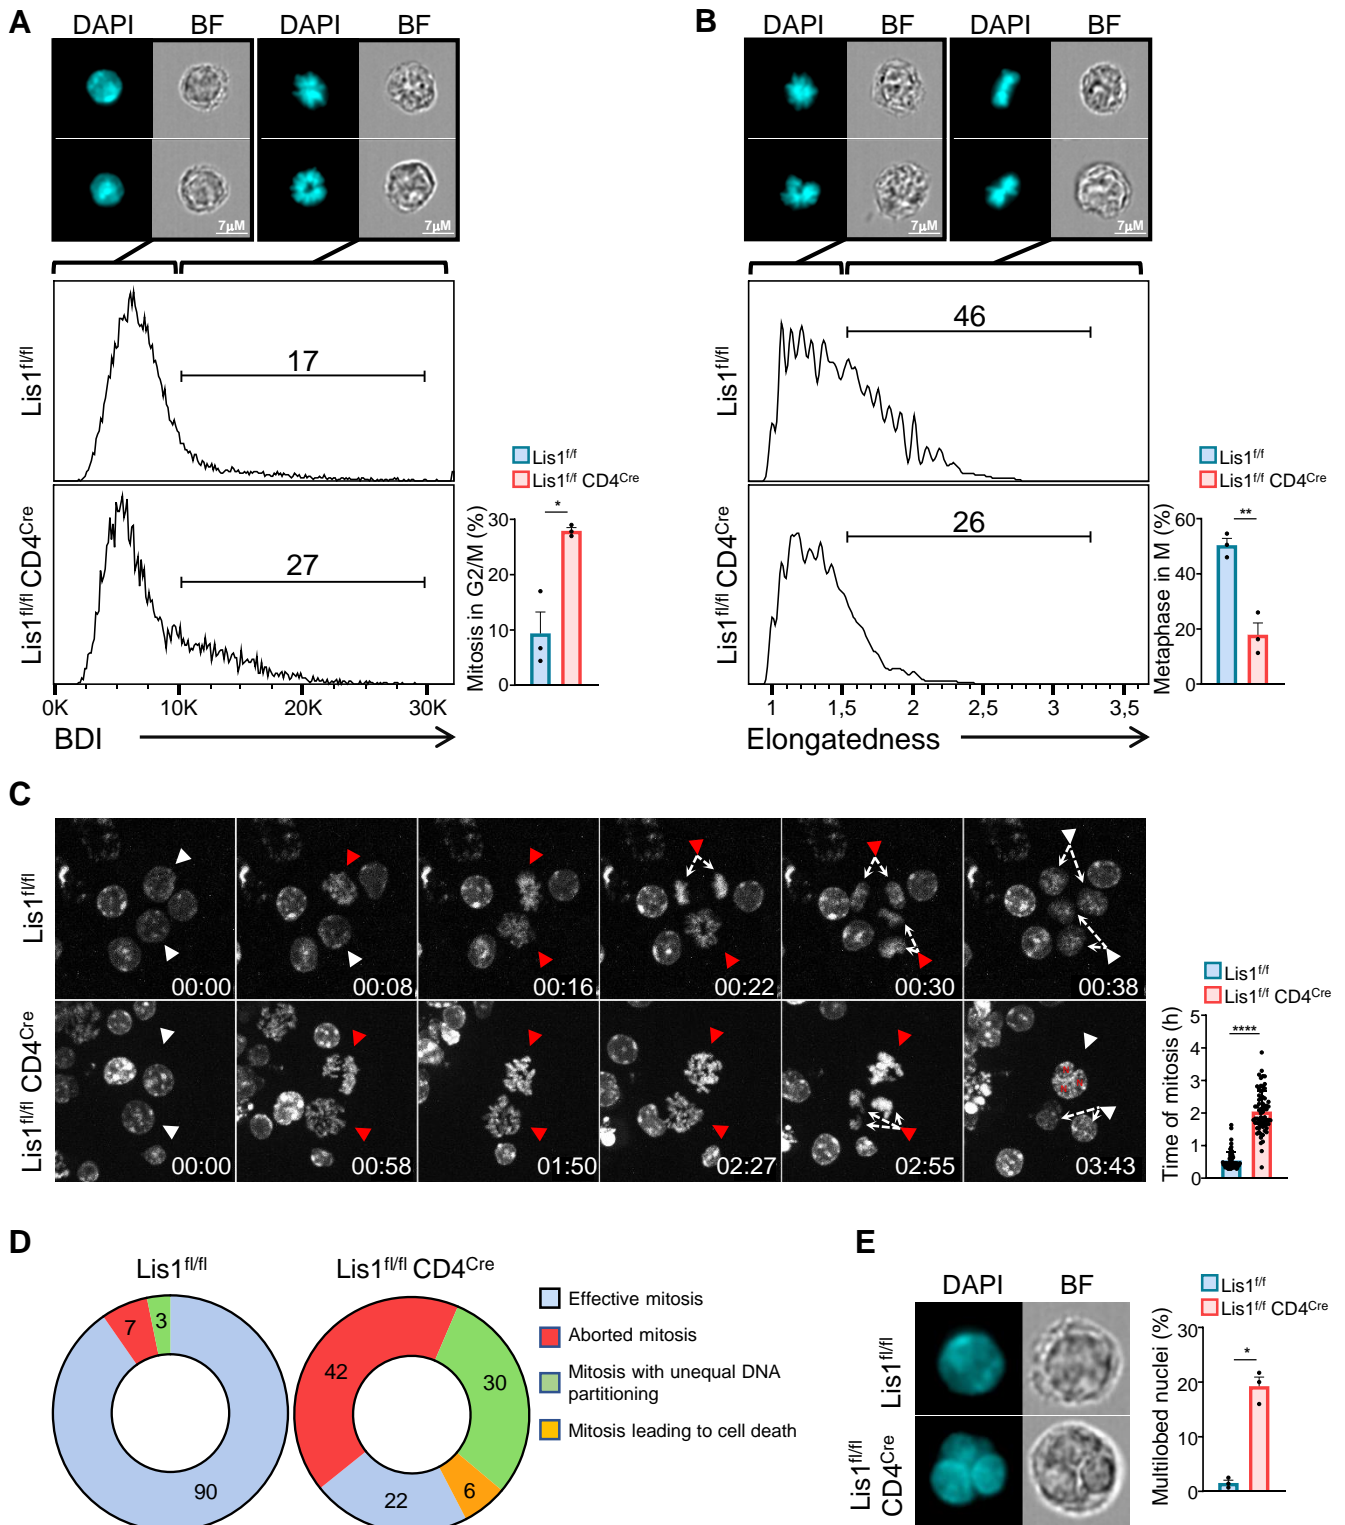 A
DAPI BF DAPI BF
7µM 7µM
Lis1fl/fl
17
Lis1fl/fl CD4Cre
27
0K 10K 20K 30K
BDI
Lis1f/f
Lis1f/f CD4Cre
*
Mitosis in G2/M (%)
30
20
10
0
B
DAPI BF DAPI BF
7µM 7µM
Lis1fl/fl
46
Lis1fl/fl CD4Cre
26
1 1,5 2 2,5 3 3,5
Elongatedness
Lis1f/f
Lis1f/f CD4Cre
**
Metaphase in M (%)
60
40
20
0
C
Lis1fl/fl
00:00 00:08 00:16 00:22 00:30 00:38
Lis1fl/fl CD4Cre
00:00 00:58 01:50 02:27 02:55 03:43
Lis1f/f
Lis1f/f CD4Cre
****
Time of mitosis (h)
5
4
3
2
1
0
D
Lis1fl/fl Lis1fl/fl CD4Cre
7 3
90
42 30
22 6
Effective mitosis
Aborted mitosis
Mitosis with unequal DNA
partitioning
Mitosis leading to cell death
E
DAPI BF
Lis1fl/fl
Lis1fl/fl
CD4Cre
Lis1f/f
Lis1f/f CD4Cre
*
Multilobed nuclei (%)
30
20
10
0